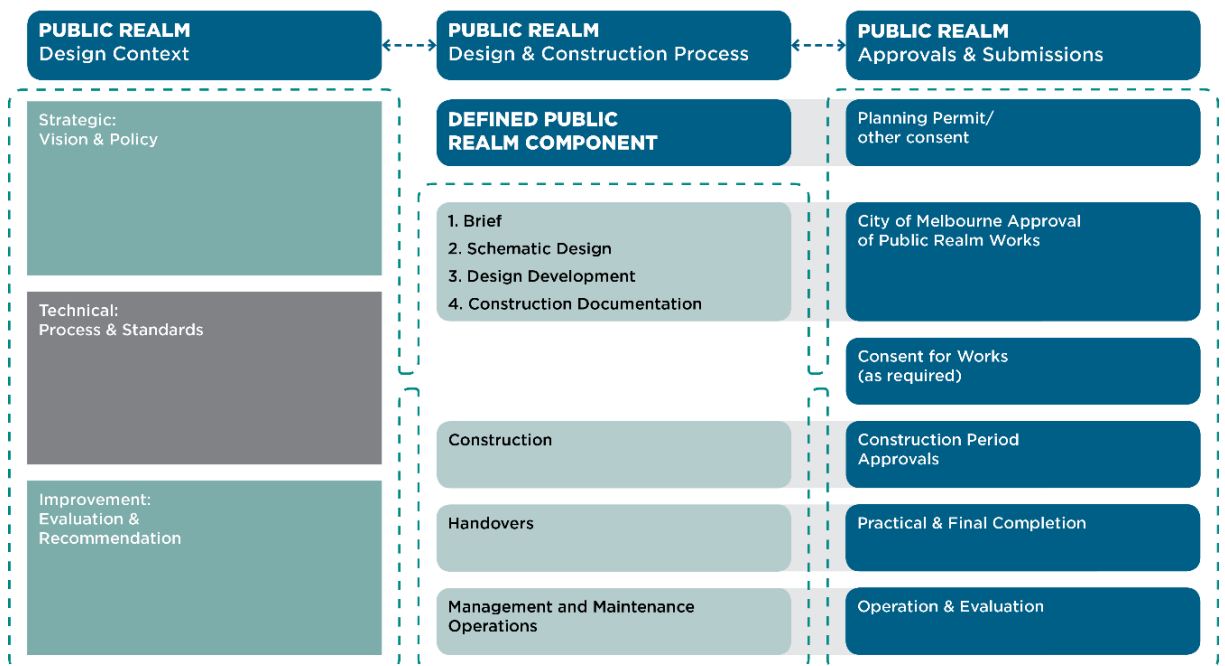 PUBLIC REALM
Design Context
PUBLIC REALM
Design & Construction Process
PUBLIC REALM
Approvals & Submissions
Strategic:
Vision & Policy
Technical:
Process & Standards
Improvement:
Evaluation &
Recommendation
DEFINED PUBLIC
REALM COMPONENT
1. Brief
2. Schematic Design
3. Design Development
4. Construction Documentation
Construction
Handovers
Management and Maintenance
Operations
Planning Permit/
other consent
City of Melbourne Approval
of Public Realm Works
Consent for Works
(as required)
Construction Period
Approvals
Practical & Final Completion
Operation & Evaluation